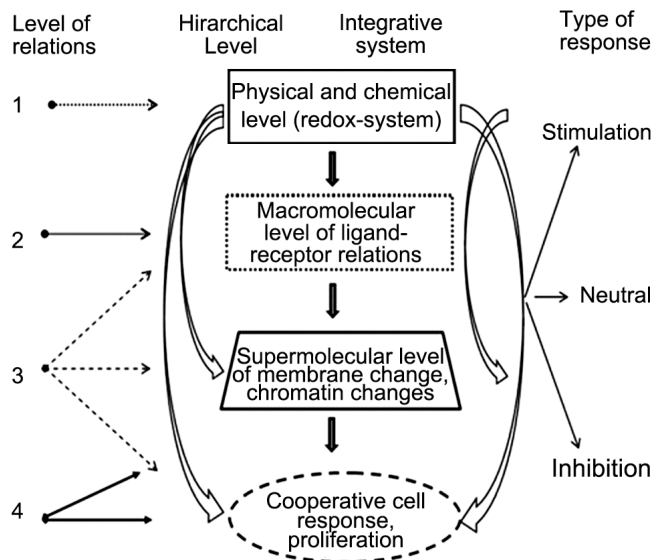 Level of
relations
Hirarchical
Level
Integrative
system
Type of
response
1
Physical and chemical
level (redox-system)
Stimulation
2
Macromolecular
level of ligand-
receptor relations
Neutral
3
Supermolecular level
of membrane change,
chromatin changes
Inhibition
4
Cooperative cell
response,
proliferation